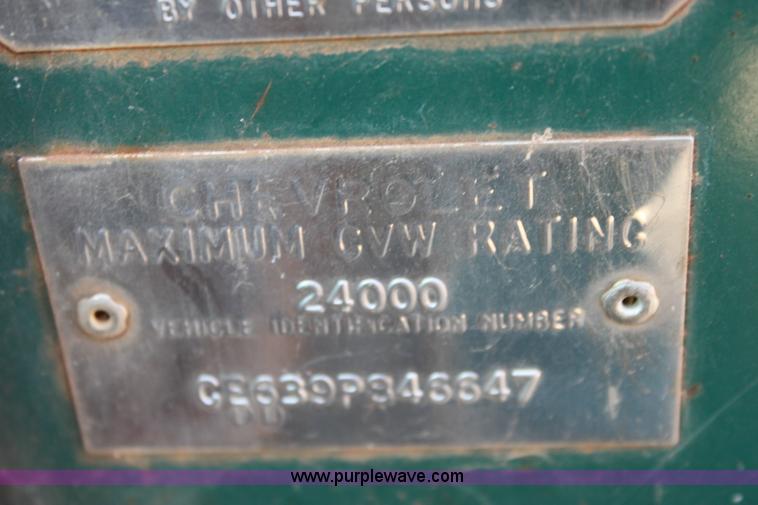 BY OTHER PERSONS
CHEVROLET
MAXIMUM GVW RATING
24000
VEHICLE IDENTIFICATION NUMBER
CE639P846647
www.purplewave.com